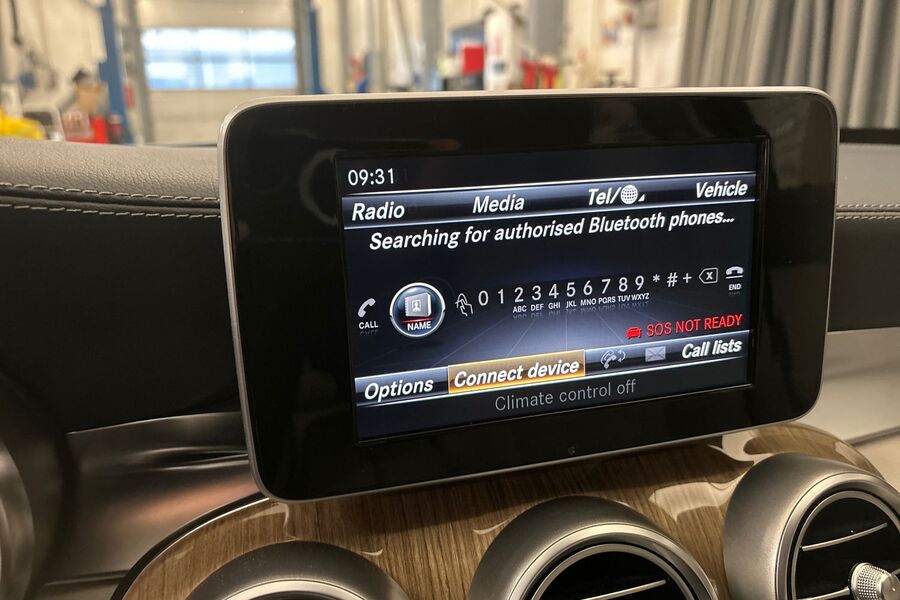 09:31
Radio Media Tel/ Vehicle
Searching for authorised Bluetooth phones...
CALL NAME 0 1 2 3 4 5 6 7 8 9 * # + END
ABC DEF GHI JKL MNO PQRS TUV WXYZ
SOS NOT READY
Options Connect device Call lists
Climate control off